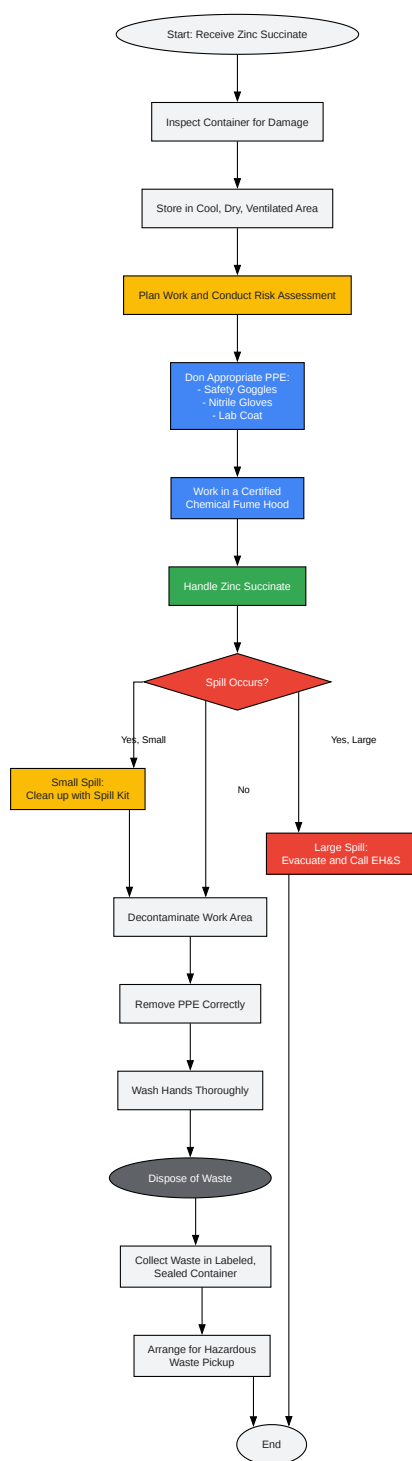 Start: Receive Zinc Succinate
Inspect Container for Damage
Store in Cool, Dry, Ventilated Area
Plan Work and Conduct Risk Assessment
Don Appropriate PPE:
- Safety Goggles
- Nitrile Gloves
- Lab Coat
Work in a Certified
Chemical Fume Hood
Handle Zinc Succinate
Spill Occurs?
Yes, Small
Yes, Large
Small Spill:
Clean up with Spill Kit
No
Large Spill:
Evacuate and Call EH&S
Decontaminate Work Area
Remove PPE Correctly
Wash Hands Thoroughly
Dispose of Waste
Collect Waste in Labeled,
Sealed Container
Arrange for Hazardous
Waste Pickup
End